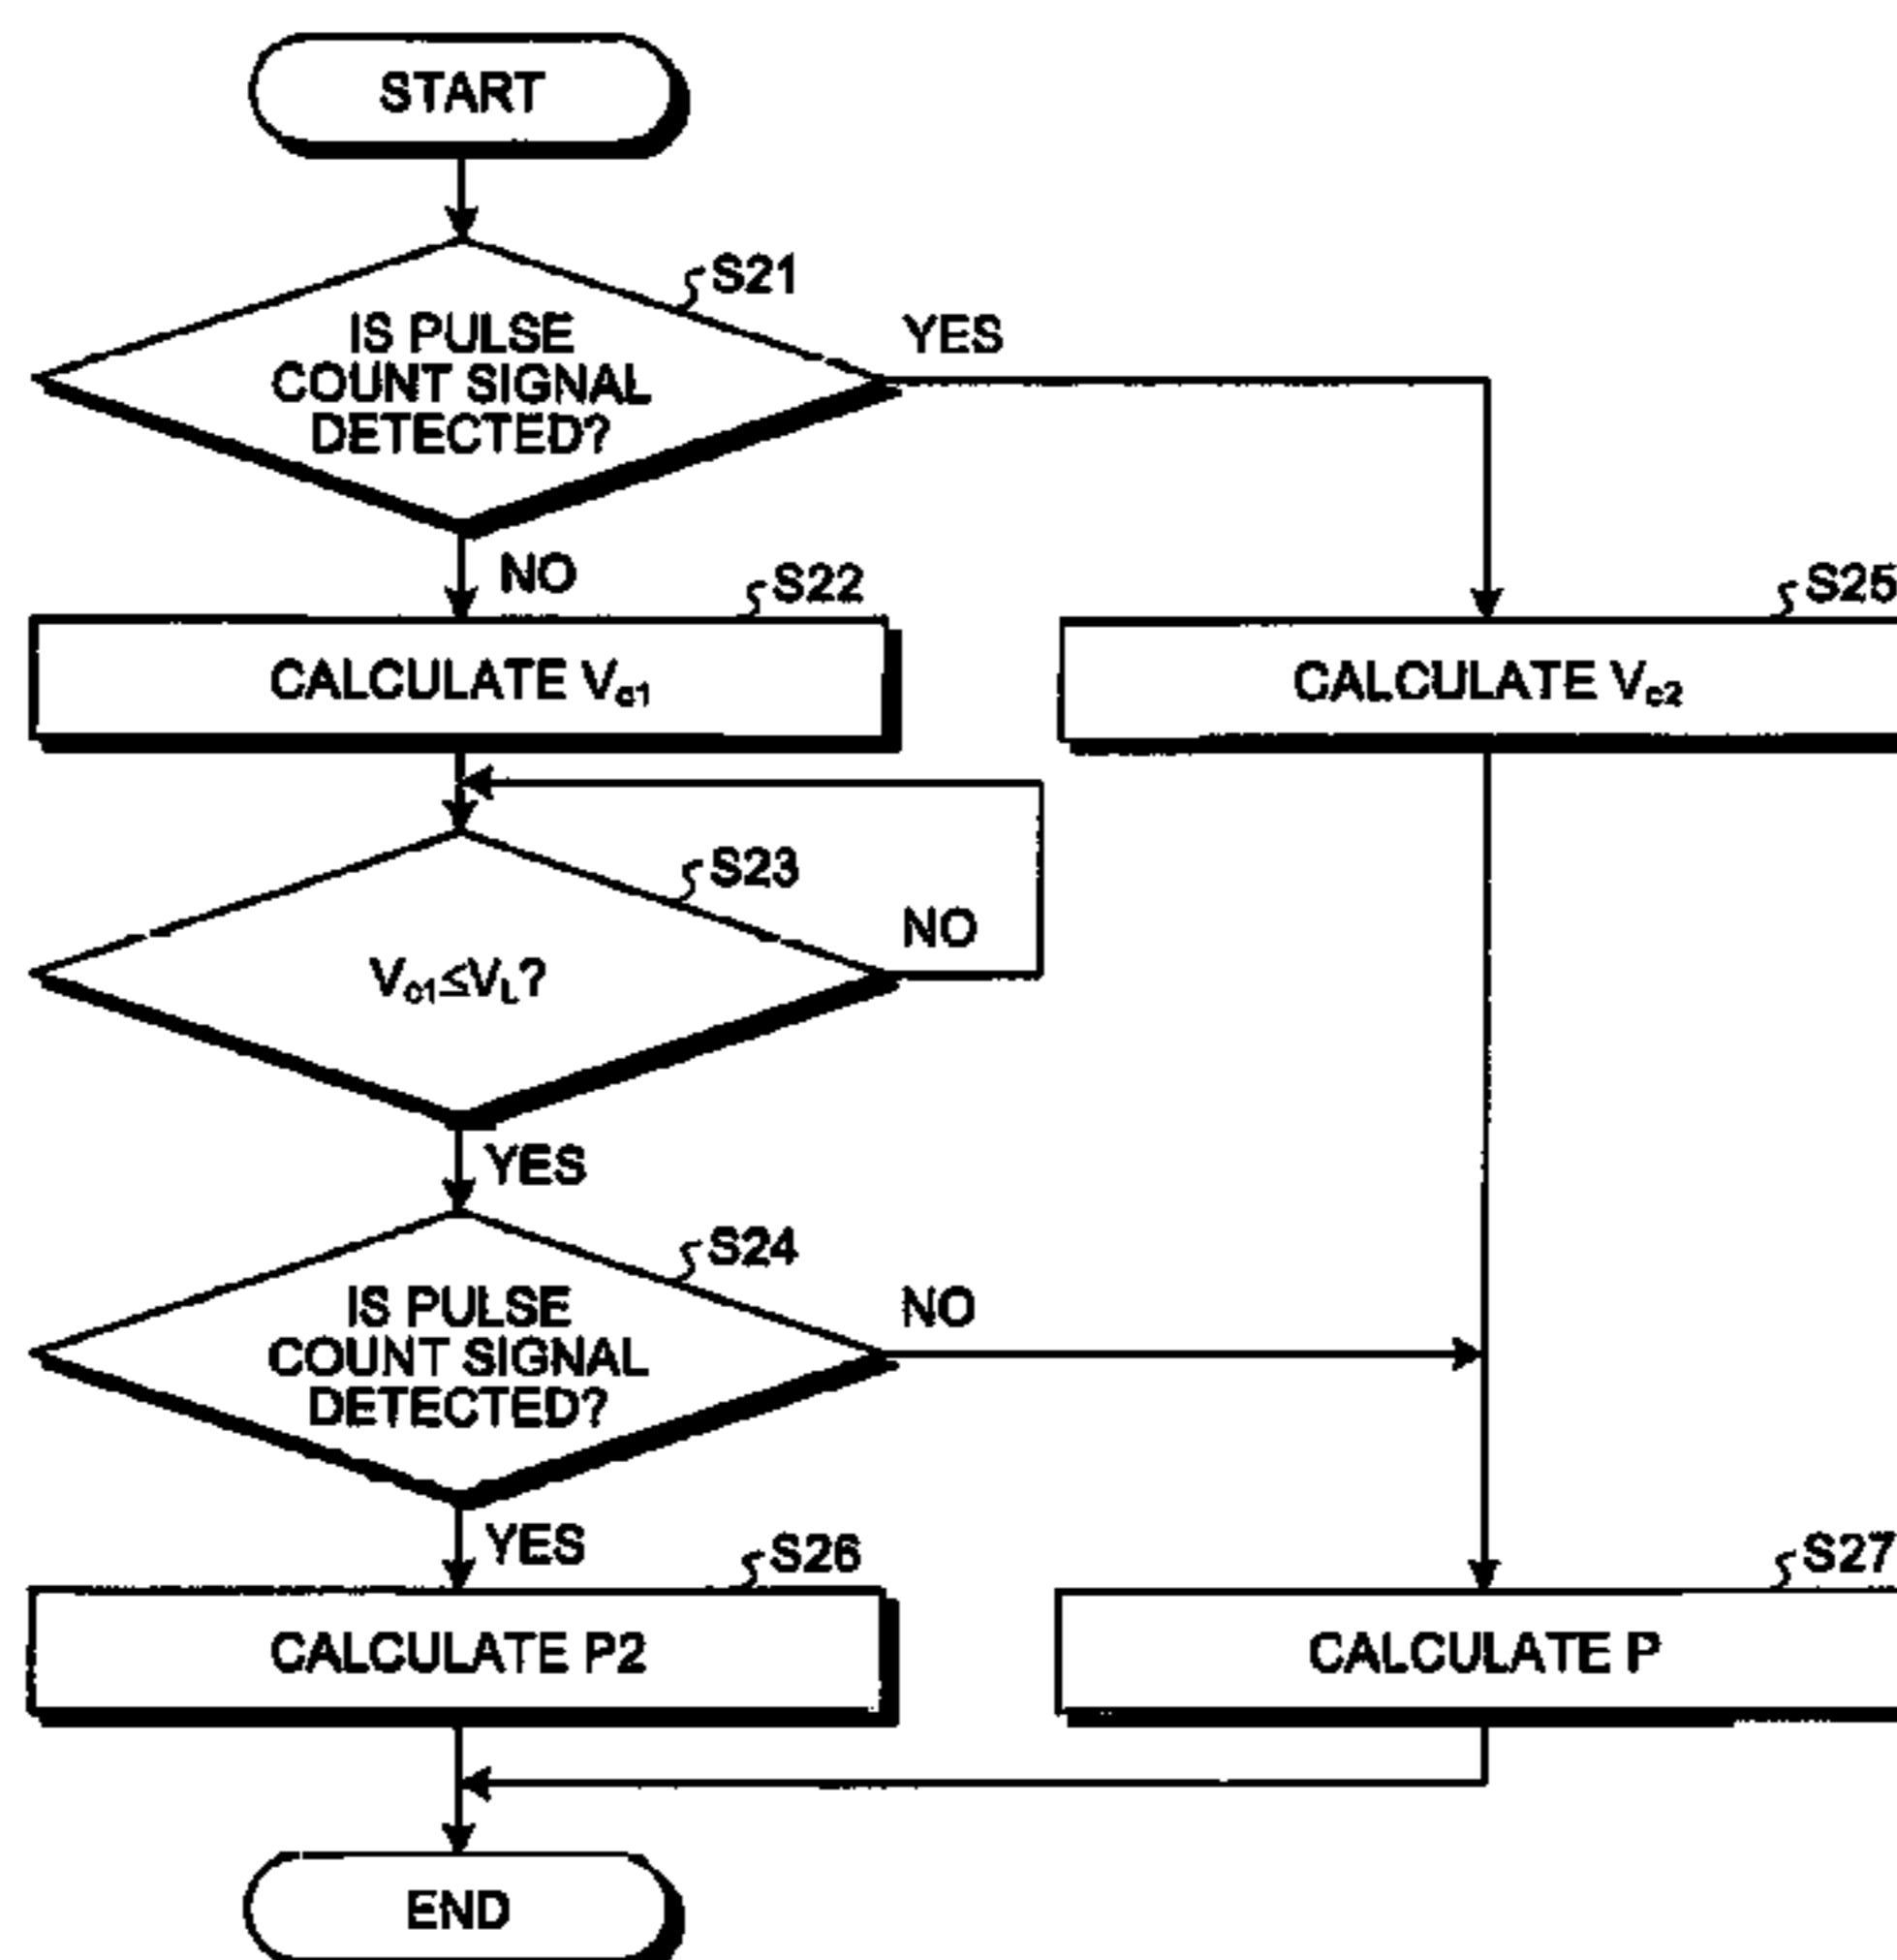 START
S21
IS PULSE
COUNT SIGNAL
DETECTED?
YES
NO
S22
CALCULATE Vc1
S25
CALCULATE Vc2
S23
Vc1≤VL?
NO
YES
S24
IS PULSE
COUNT SIGNAL
DETECTED?
NO
YES
S26
CALCULATE P2
S27
CALCULATE P
END